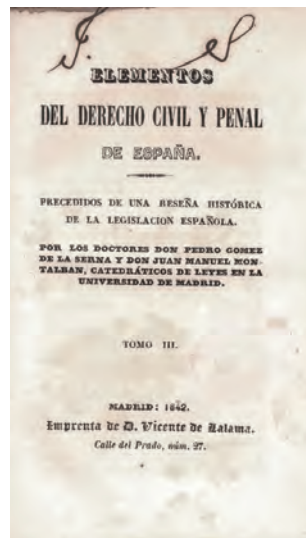 J. S
ELEMENTOS
DEL DERECHO CIVIL Y PENAL
DE ESPAÑA.
PRECEDIDOS DE UNA RESEÑA HISTÓRICA
DE LA LEGISLACION ESPAÑOLA.
POR LOS DOCTORES DON PEDRO GOMEZ
DE LA SERNA Y DON JUAN MANUEL MON-
TALBAN, CATEDRÁTICOS DE LEYES EN LA
UNIVERSIDAD DE MADRID.
TOMO III.
MADRID: 1842.
Imprenta de D. Vicente de Lalama.
Calle del Prado, núm. 27.